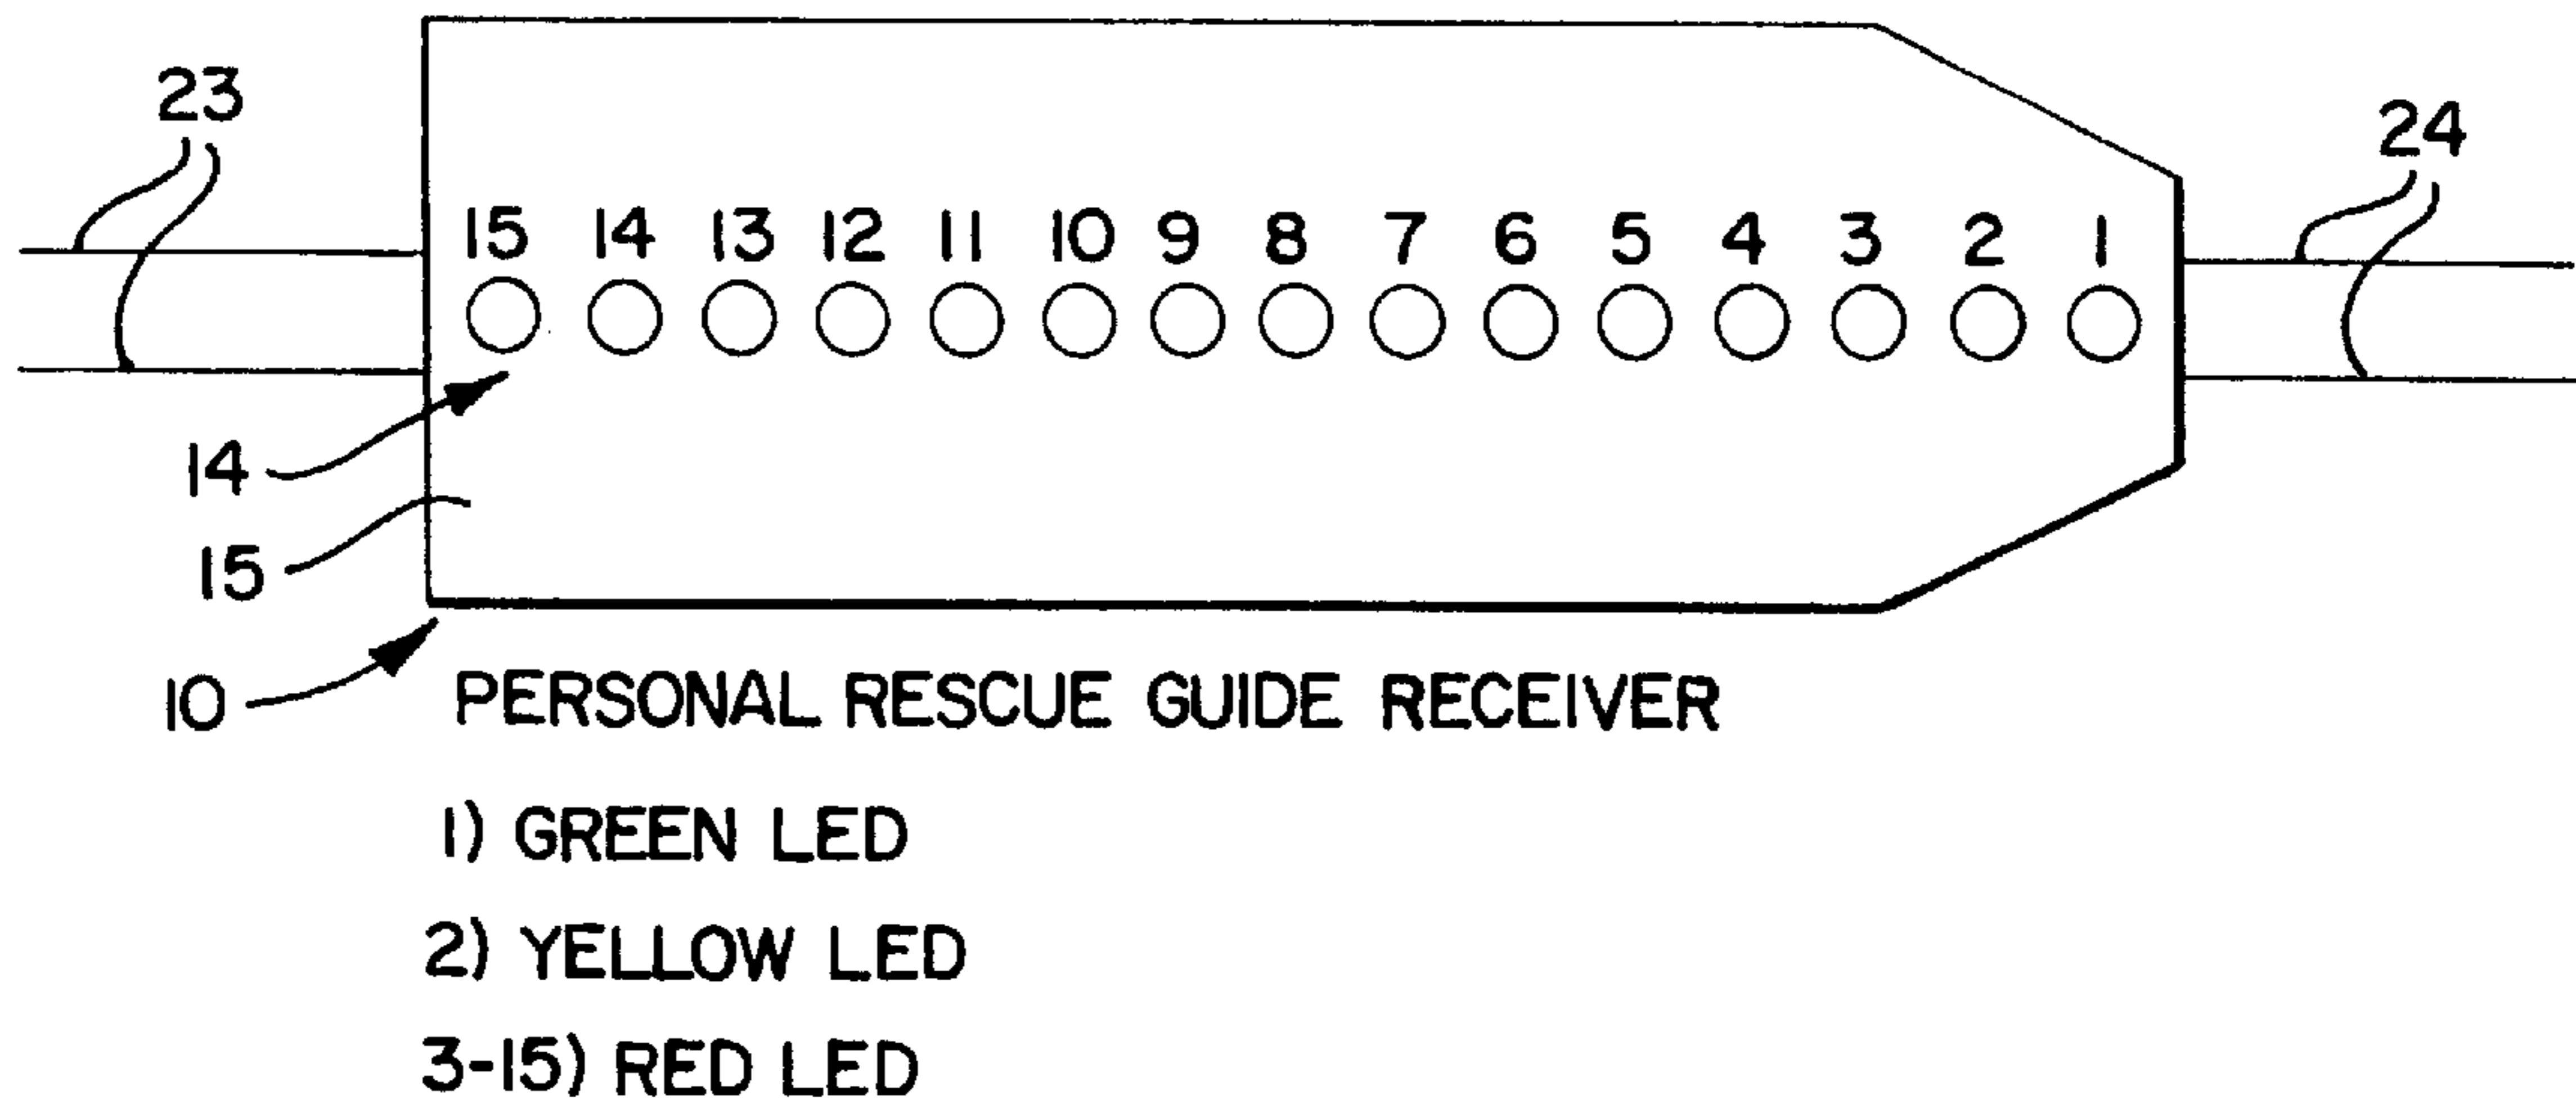 23
24
15 14 13 12 11 10 9 8 7 6 5 4 3 2 1
14
15
10
PERSONAL RESCUE GUIDE RECEIVER
1) GREEN LED
2) YELLOW LED
3-15) RED LED